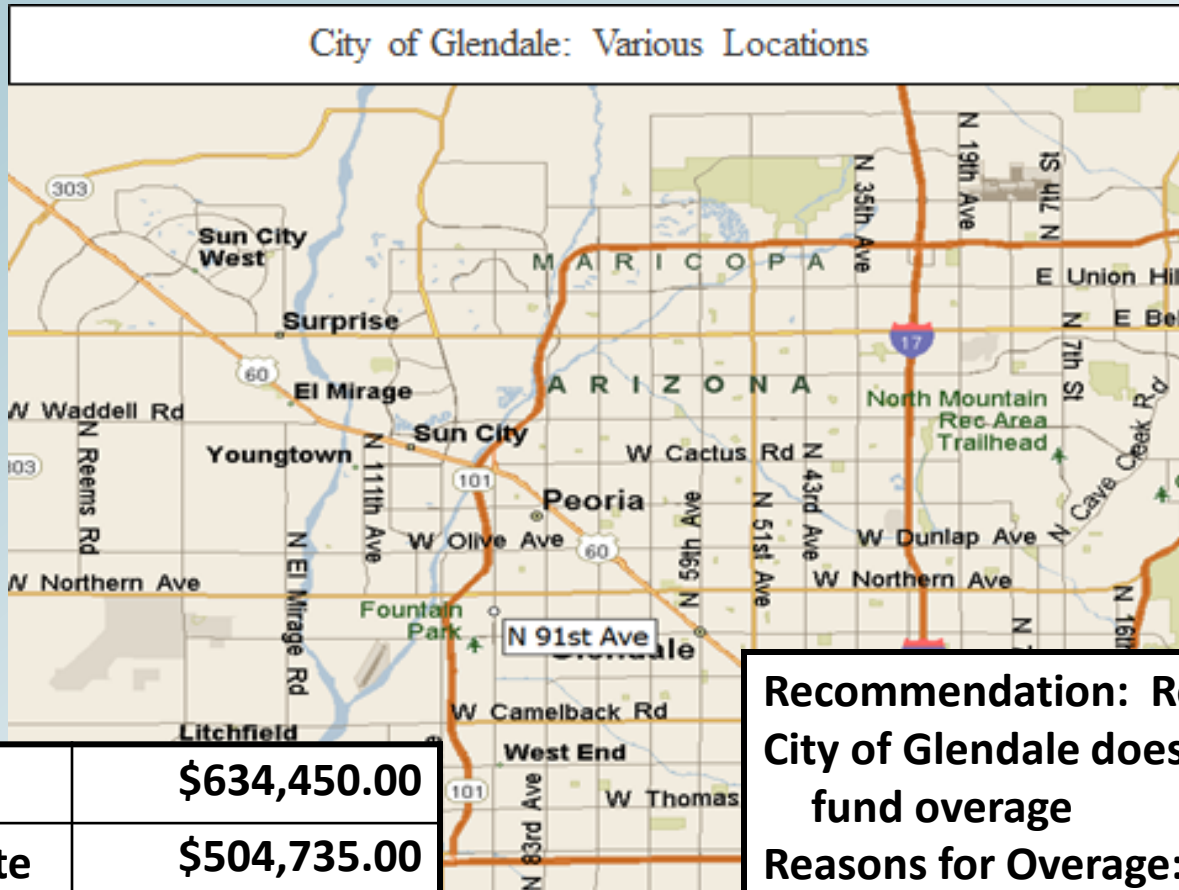 City of Glendale: Various Locations
303
Sun City
West
Surprise
60
El Mirage
W Waddell Rd
303
N Reems Rd
Youngtown
N 111th Ave
Sun City
101
Peoria
W Olive Ave
60
W Northern Ave
N El Mirage Rd
Fountain
Park
N 91st Ave
Litchfield
W Camelback Rd
West End
101
N 83rd Ave
W Thomas
MARICOPA
ARIZONA
N 35th Ave
N 19th Ave
N 7th St
E Union Hil
E Bel
17
N 7th St
North Mountain
Rec Area
Trailhead
N Cave Creek Rd
W Cactus Rd
N 43rd Ave
N 51st Ave
N 59th Ave
W Dunlap Ave
W Northern Ave
N 16th
N 7
$634,450.00
$504,735.00
Recommendation:
City of Glendale does
fund overage
Reasons for Overage: